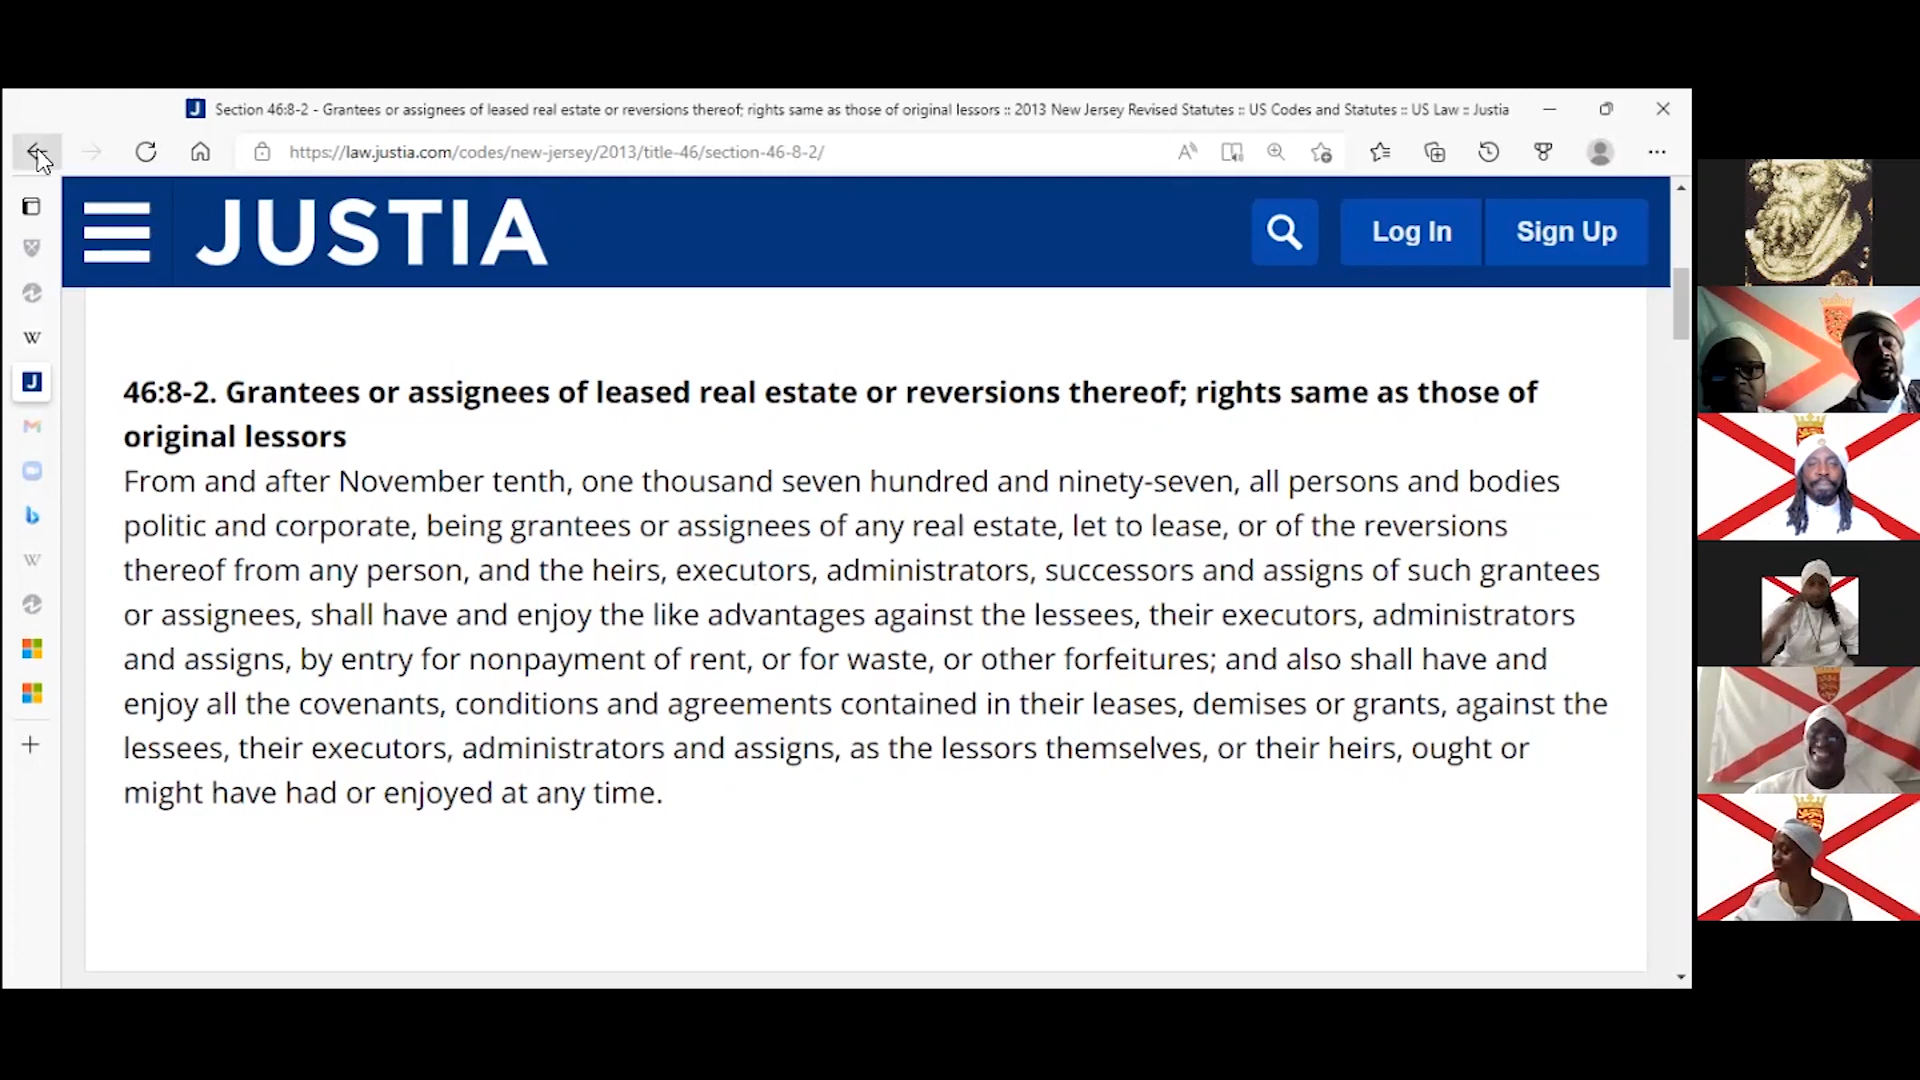 Section 46:8-2 - Grantees or assignees of leased real estate or reversions thereof; rights same as those of original lessors :: 2013 New Jersey Revised Statutes :: US Codes and Statutes :: US Law :: Justia
https://law.justia.com/codes/new-jersey/2013/title-46/section-46-8-2/
JUSTIA
Log In
Sign Up
46:8-2. Grantees or assignees of leased real estate or reversions thereof; rights same as those of
original lessors
From and after November tenth, one thousand seven hundred and ninety-seven, all persons and bodies
politic and corporate, being grantees or assignees of any real estate, let to lease, or of the reversions
thereof from any person, and the heirs, executors, administrators, successors and assigns of such grantees
or assignees, shall have and enjoy the like advantages against the lessees, their executors, administrators
and assigns, by entry for nonpayment of rent, or for waste, or other forfeitures; and also shall have and
enjoy all the covenants, conditions and agreements contained in their leases, demises or grants, against the
lessees, their executors, administrators and assigns, as the lessors themselves, or their heirs, ought or
might have had or enjoyed at any time.